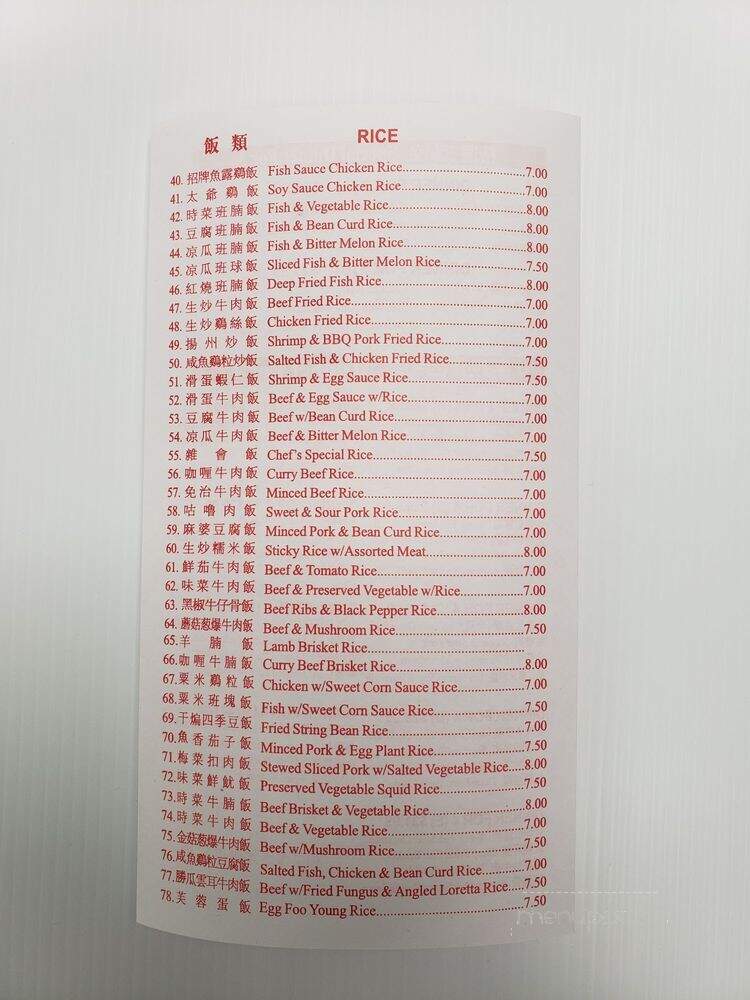 飯類 RICE
40. 招牌魚露鷄飯 Fish Sauce Chicken Rice 7.00
41. 太爺鷄飯 Soy Sauce Chicken Rice 7.00
42. 時菜班腩飯 Fish & Vegetable Rice 8.00
43. 豆腐班腩飯 Fish & Bean Curd Rice 8.00
44. 凉瓜班腩飯 Fish & Bitter Melon Rice 8.00
45. 凉瓜班球飯 Sliced Fish & Bitter Melon Rice 7.50
46. 紅燒班腩飯 Deep Fried Fish Rice 8.00
47. 生炒牛肉飯 Beef Fried Rice 7.00
48. 生炒鷄絲飯 Chicken Fried Rice 7.00
49. 揚州炒飯 Shrimp & BBQ Pork Fried Rice 7.00
50. 咸魚鷄粒炒飯 Salted Fish & Chicken Fried Rice 7.50
51. 滑蛋蝦仁飯 Shrimp & Egg Sauce Rice 7.50
52. 滑蛋牛肉飯 Beef & Egg Sauce w/Rice 7.00
53. 豆腐牛肉飯 Beef w/Bean Curd Rice 7.00
54. 凉瓜牛肉飯 Beef & Bitter Melon Rice 7.00
55. 雜會飯 Chef's Special Rice 7.50
56. 咖喱牛肉飯 Curry Beef Rice 7.00
57. 免治牛肉飯 Minced Beef Rice 7.00
58. 咕嚕肉飯 Sweet & Sour Pork Rice 7.00
59. 麻婆豆腐飯 Minced Pork & Bean Curd Rice 7.00
60. 生炒糯米飯 Sticky Rice w/Assorted Meat 8.00
61. 鮮茄牛肉飯 Beef & Tomato Rice 7.00
62. 味菜牛肉飯 Beef & Preserved Vegetable w/Rice 7.00
63. 黑椒牛仔骨飯 Beef Ribs & Black Pepper Rice 8.00
64. 蘑菇葱爆牛肉飯 Beef & Mushroom Rice 7.50
65. 羊腩飯 Lamb Brisket Rice
66. 咖喱牛腩飯 Curry Beef Brisket Rice 8.00
67. 粟米鷄粒飯 Chicken w/Sweet Corn Sauce Rice 7.00
68. 粟米班塊飯 Fish w/Sweet Corn Sauce Rice 7.50
69. 干煸四季豆飯 Fried String Bean Rice 7.00
70. 魚香茄子飯 Minced Pork & Egg Plant Rice 7.50
71. 梅菜扣肉飯 Stewed Sliced Pork w/Salted Vegetable Rice 8.00
72. 味菜鮮魷飯 Preserved Vegetable Squid Rice 7.50
73. 時菜牛腩飯 Beef Brisket & Vegetable Rice 8.00
74. 時菜牛肉飯 Beef & Vegetable Rice 7.00
75. 金菇葱爆牛肉飯 Beef w/Mushroom Rice 7.50
76. 咸魚鷄粒豆腐飯 Salted Fish, Chicken & Bean Curd Rice 7.00
77. 勝瓜雲耳牛肉飯 Beef w/Fried Fungus & Angled Loretta Rice 7.50
78. 芙蓉蛋飯 Egg Foo Young Rice 7.50